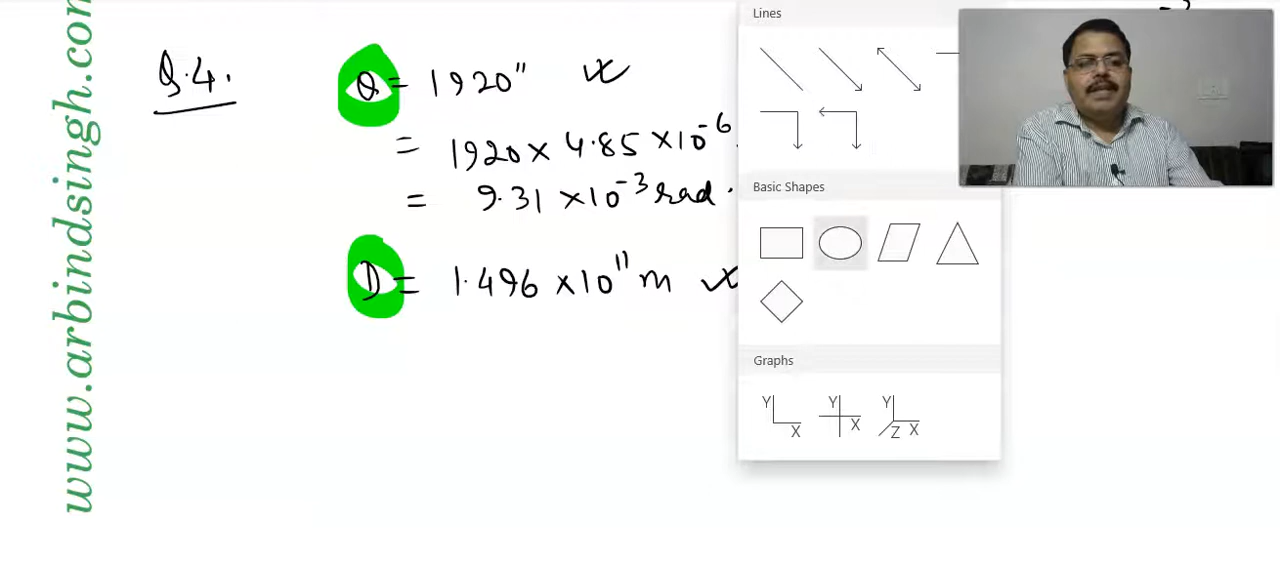 www.arbindsingh.com
Q.4.
θ = 1920"
= 1920 × 4.85 × 10⁻⁶
= 9.31 × 10⁻³ rad.
D = 1.496 × 10¹¹ m
Lines
Basic Shapes
Graphs
Y X Y X Y Z X